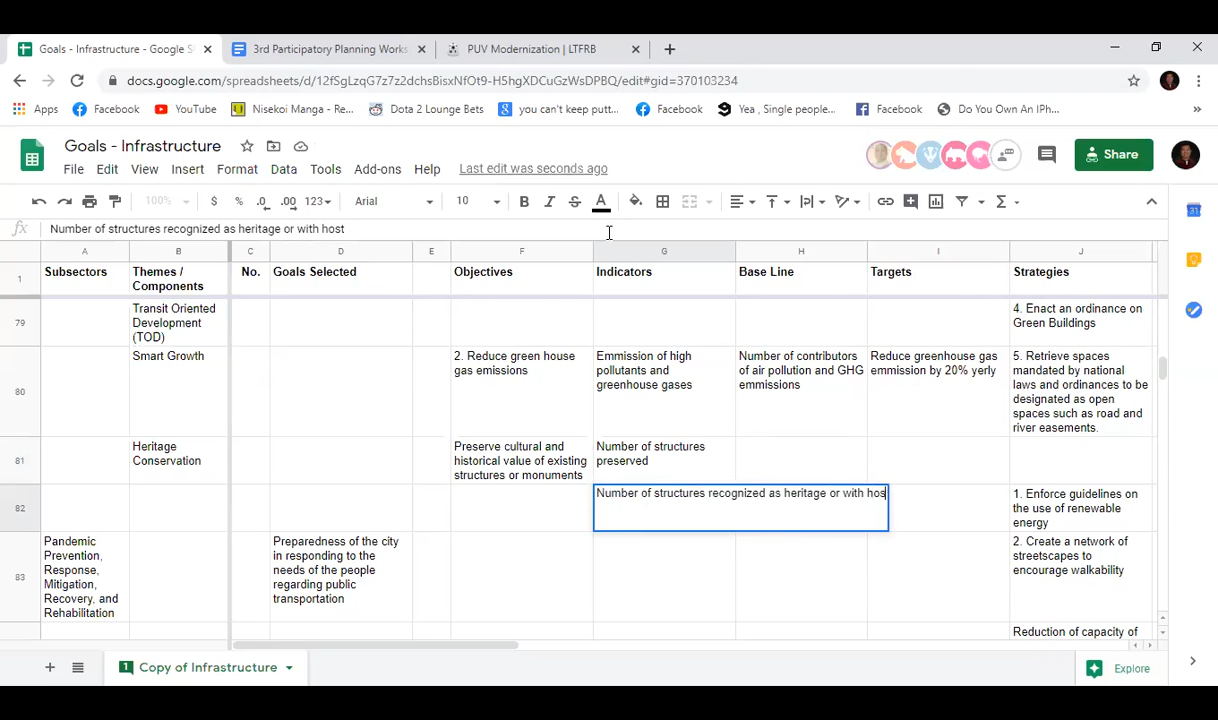 Goals - Infrastructure - Google S
3rd Participatory Planning Works
PUV Modernization | LTFRB
docs.google.com/spreadsheets/d/12fSgLzqG7z7z2dchsBisxNfOt9-H5hgXDCuGzWsDPBQ/edit#gid=370103234
Apps
Facebook
YouTube
Nisekoi Manga - Re...
Dota 2 Lounge Bets
you can't keep putt...
Facebook
Yea , Single people...
Facebook
Do You Own An IPh...
»
Goals - Infrastructure
Share
File Edit View Insert Format Data Tools Add-ons Help Last edit was seconds ago
100% $ % .0 .00 123 Arial 10 B I S A
fx Number of structures recognized as heritage or with host
A B C D E F G H I J
1 Subsectors Themes / Components No. Goals Selected Objectives Indicators Base Line Targets Strategies
79
Transit Oriented
Development
(TOD)
4. Enact an ordinance on
Green Buildings
80
Smart Growth
2. Reduce green house
gas emissions
Emmission of high
pollutants and
greenhouse gases
Number of contributors
of air pollution and GHG
emmissions
Reduce greenhouse gas
emmission by 20% yerly
5. Retrieve spaces
mandated by national
laws and ordinances to be
designated as open
spaces such as road and
river easements.
81
Heritage
Conservation
Preserve cultural and
historical value of existing
structures or monuments
Number of structures
preserved
82
Number of structures recognized as heritage or with hos
1. Enforce guidelines on
the use of renewable
energy
83
Pandemic
Prevention,
Response,
Mitigation,
Recovery, and
Rehabilitation
Preparedness of the city
in responding to the
needs of the people
regarding public
transportation
2. Create a network of
streetscapes to
encourage walkability
Reduction of capacity of
1 Copy of Infrastructure
Explore
31